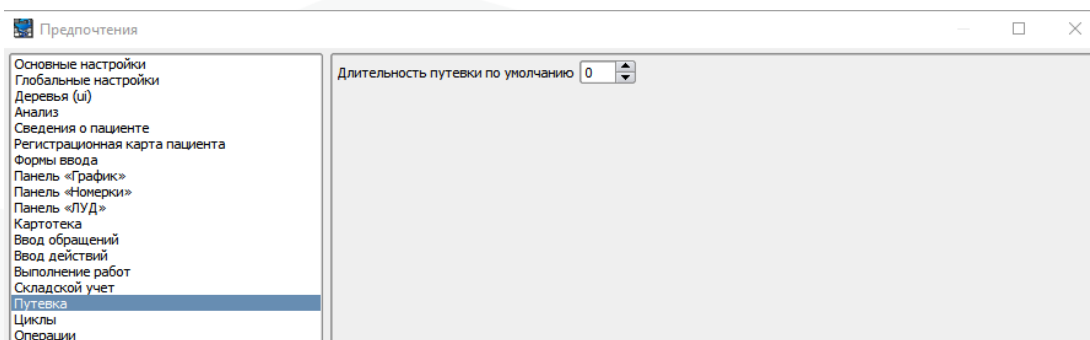 Предпочтения
Основные настройки
Глобальные настройки
Деревья (ui)
Анализ
Сведения о пациенте
Регистрационная карта пациента
Формы ввода
Панель «График»
Панель «Номерки»
Панель «ЛУД»
Картотека
Ввод обращений
Ввод действий
Выполнение работ
Складской учет
Путевка
Циклы
Операции
Длительность путевки по умолчанию 0